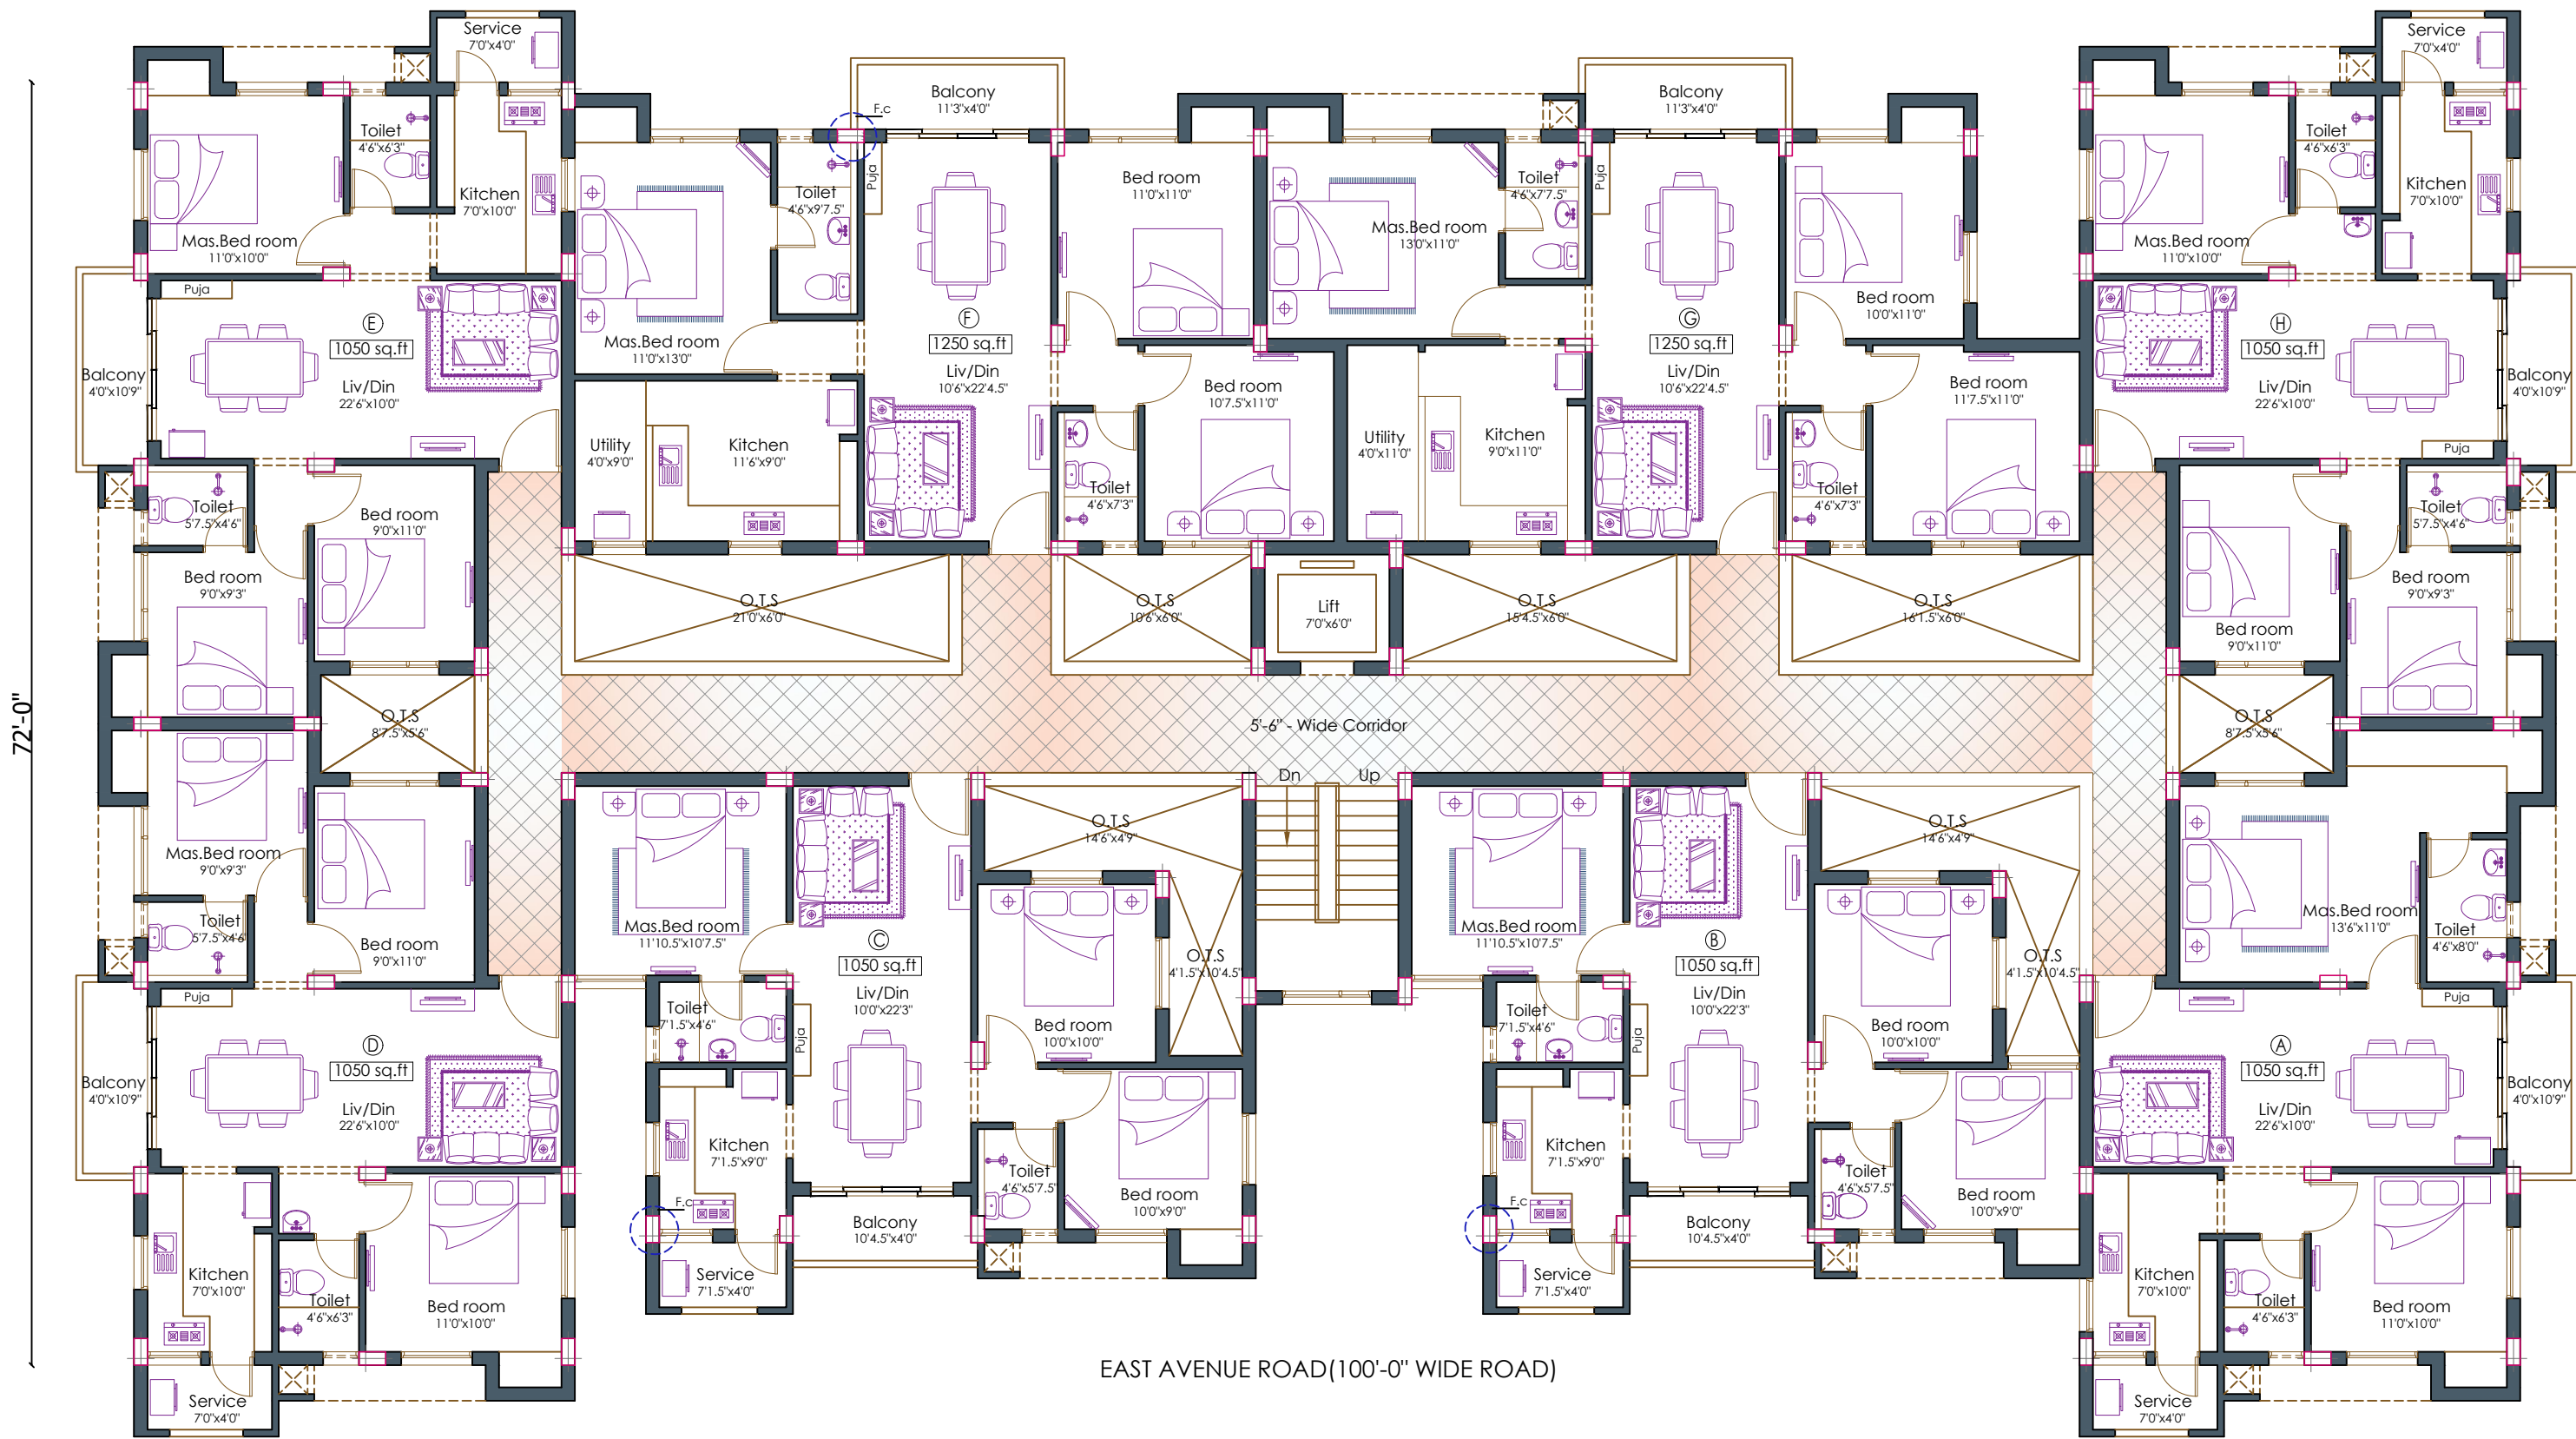 Service
7'0"x4'0"
Toilet
4'6"x6'3"
Kitchen
7'0"x10'0"
Mas.Bed room
11'0"x10'0"
Puja
E
1050 sq.ft
Liv/Din
22'6"x10'0"
Balcony
4'0"x10'9"
Toilet
5'7.5"x4'6"
Bed room
9'0"x11'0"
Bed room
9'0"x9'3"
O.T.S
8'7.5"x5'6"
72'-0"
F.c
Balcony
11'3"x4'0"
Toilet
4'6"x9'7.5"
Puja
Mas.Bed room
11'0"x13'0"
F
1250 sq.ft
Liv/Din
10'6"x22'4.5"
Bed room
11'0"x11'0"
Bed room
10'7.5"x11'0"
Utility
4'0"x9'0"
Kitchen
11'6"x9'0"
Toilet
4'6"x7'3"
Balcony
11'3"x4'0"
Toilet
4'6"x7'7.5"
Puja
Mas.Bed room
13'0"x11'0"
G
1250 sq.ft
Liv/Din
10'6"x22'4.5"
Bed room
10'0"x11'0"
Bed room
11'7.5"x11'0"
Utility
4'0"x11'0"
Kitchen
9'0"x11'0"
Toilet
4'6"x7'3"
Service
7'0"x4'0"
Toilet
4'6"x6'3"
Kitchen
7'0"x10'0"
Mas.Bed room
11'0"x10'0"
H
1050 sq.ft
Liv/Din
22'6"x10'0"
Balcony
4'0"x10'9"
Puja
Toilet
5'7.5"x4'6"
Bed room
9'0"x9'3"
Bed room
9'0"x11'0"
O.T.S
8'7.5"x5'6"
O.T.S
21'0"x6'0"
O.T.S
10'6"x6'0"
Lift
7'0"x6'0"
O.T.S
15'4.5"x6'0"
O.T.S
16'1.5"x6'0"
5'-6" - Wide Corridor
Dn
Up
Mas.Bed room
9'0"x9'3"
Toilet
5'7.5"x4'6"
Bed room
9'0"x11'0"
Puja
D
1050 sq.ft
Liv/Din
22'6"x10'0"
Balcony
4'0"x10'9"
Kitchen
7'0"x10'0"
Toilet
4'6"x6'3"
Bed room
11'0"x10'0"
Service
7'0"x4'0"
Mas.Bed room
11'10.5"x10'7.5"
C
1050 sq.ft
Liv/Din
10'0"x22'3"
Toilet
7'1.5"x4'6"
Puja
O.T.S
14'6"x4'9"
O.T.S
4'1.5"x10'4.5"
Bed room
10'0"x10'0"
Kitchen
7'1.5"x9'0"
Toilet
4'6"x5'7.5"
Bed room
10'0"x9'0"
F.c
Balcony
10'4.5"x4'0"
Service
7'1.5"x4'0"
Mas.Bed room
11'10.5"x10'7.5"
B
1050 sq.ft
Liv/Din
10'0"x22'3"
Toilet
7'1.5"x4'6"
Puja
O.T.S
14'6"x4'9"
O.T.S
4'1.5"x10'4.5"
Bed room
10'0"x10'0"
Kitchen
7'1.5"x9'0"
Toilet
4'6"x5'7.5"
Bed room
10'0"x9'0"
F.c
Balcony
10'4.5"x4'0"
Service
7'1.5"x4'0"
Mas.Bed room
13'6"x11'0"
Toilet
4'6"x8'0"
Puja
A
1050 sq.ft
Liv/Din
22'6"x10'0"
Balcony
4'0"x10'9"
Kitchen
7'0"x10'0"
Toilet
4'6"x6'3"
Bed room
11'0"x10'0"
Service
7'0"x4'0"
EAST AVENUE ROAD(100'-0" WIDE ROAD)